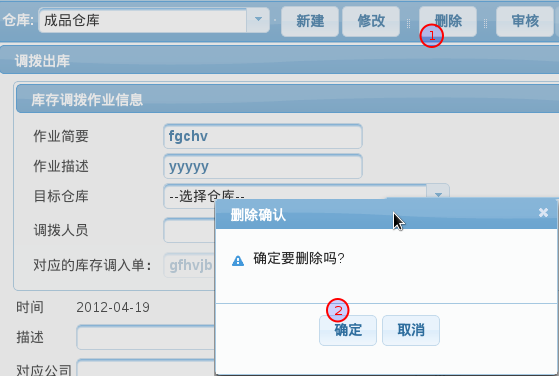 仓库: 成品仓库 新建 修改 删除 审核
1
调拨出库
库存调拨作业信息
作业简要 fgchv
作业描述 yyyyy
目标仓库 --选择仓库--
删除确认
调拨人员
确定要删除吗?
对应的库存调入单: gfhvjb
时间 2012-04-19
2
描述
确定 取消
对应公司